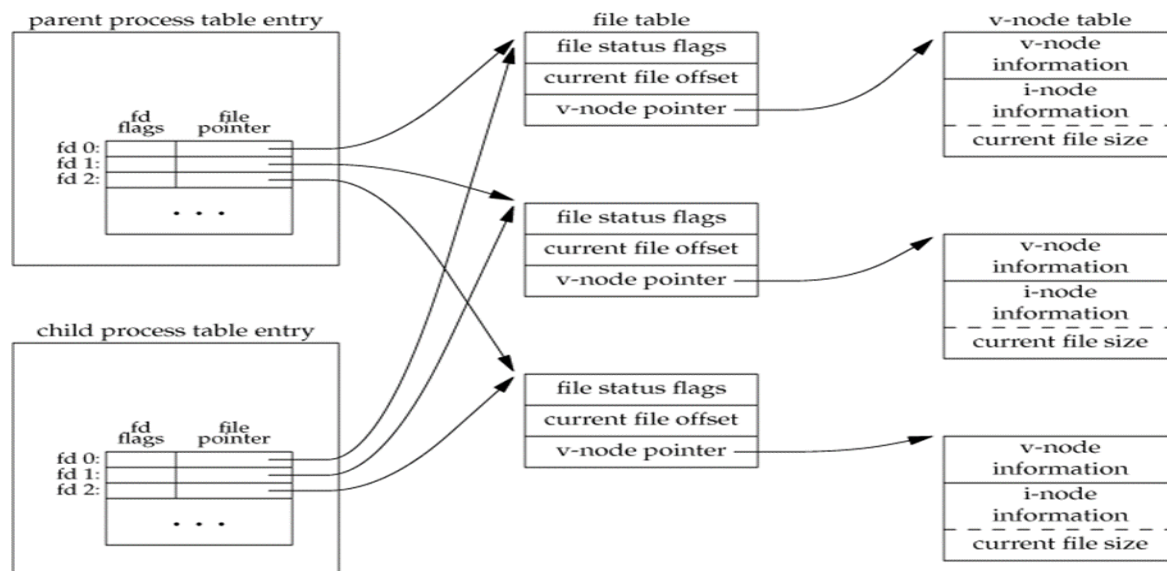 parent process table entry
fd
flags
file
pointer
fd 0:
fd 1:
fd 2:
. . .
child process table entry
fd
flags
file
pointer
fd 0:
fd 1:
fd 2:
. . .
file table
file status flags
current file offset
v-node pointer
file status flags
current file offset
v-node pointer
file status flags
current file offset
v-node pointer
v-node table
v-node
information
i-node
information
current file size
v-node
information
i-node
information
current file size
v-node
information
i-node
information
current file size